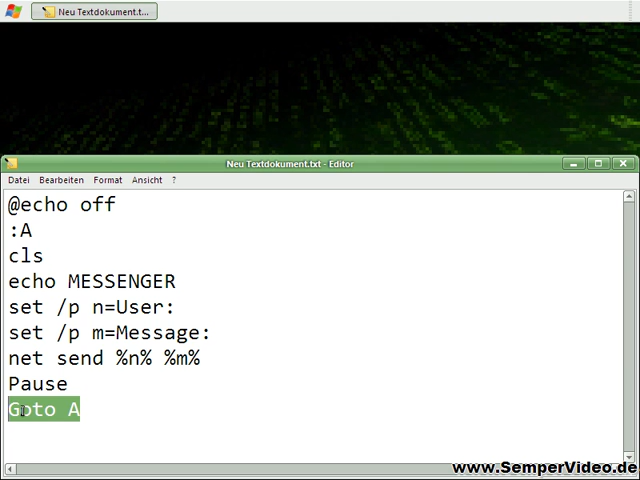 Neu Textdokument.t...
Neu Textdokument.txt - Editor
Datei Bearbeiten Format Ansicht ?
@echo off
:A
cls
echo MESSENGER
set /p n=User:
set /p m=Message:
net send %n% %m%
Pause
Goto A
www.SemperVideo.de